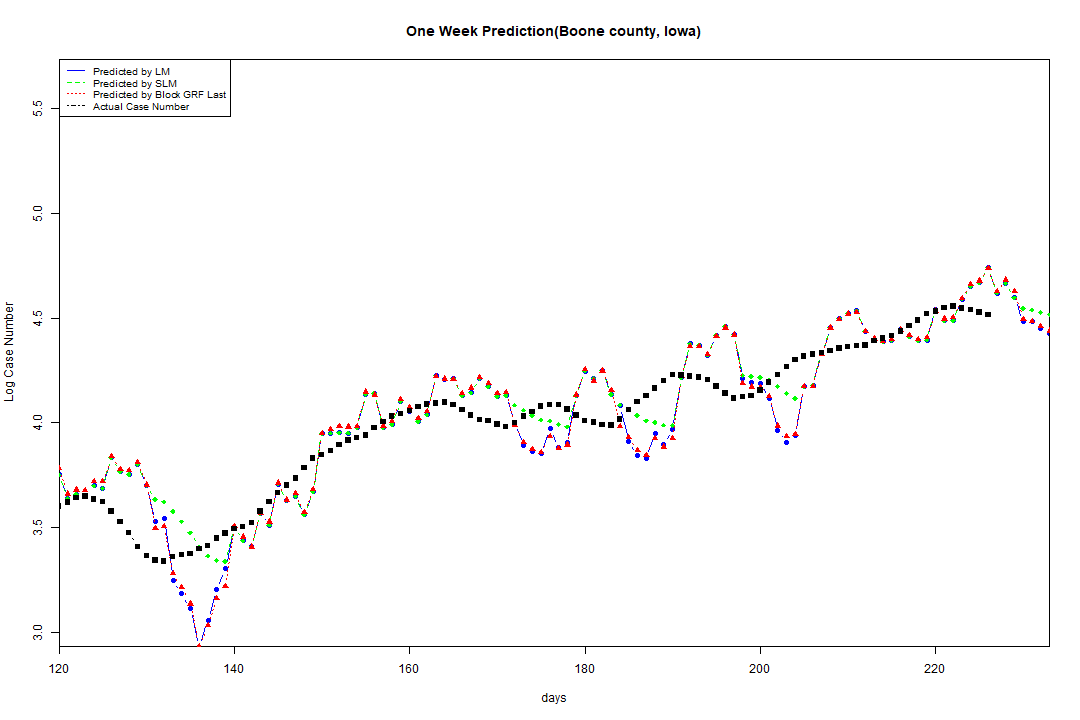 One Week Prediction(Boone county, Iowa)
Predicted by LM
Predicted by SLM
Predicted by Block GRF Last
Actual Case Number
5.5
5.0
4.5
4.0
3.5
3.0
Log Case Number
120 140 160 180 200 220
days